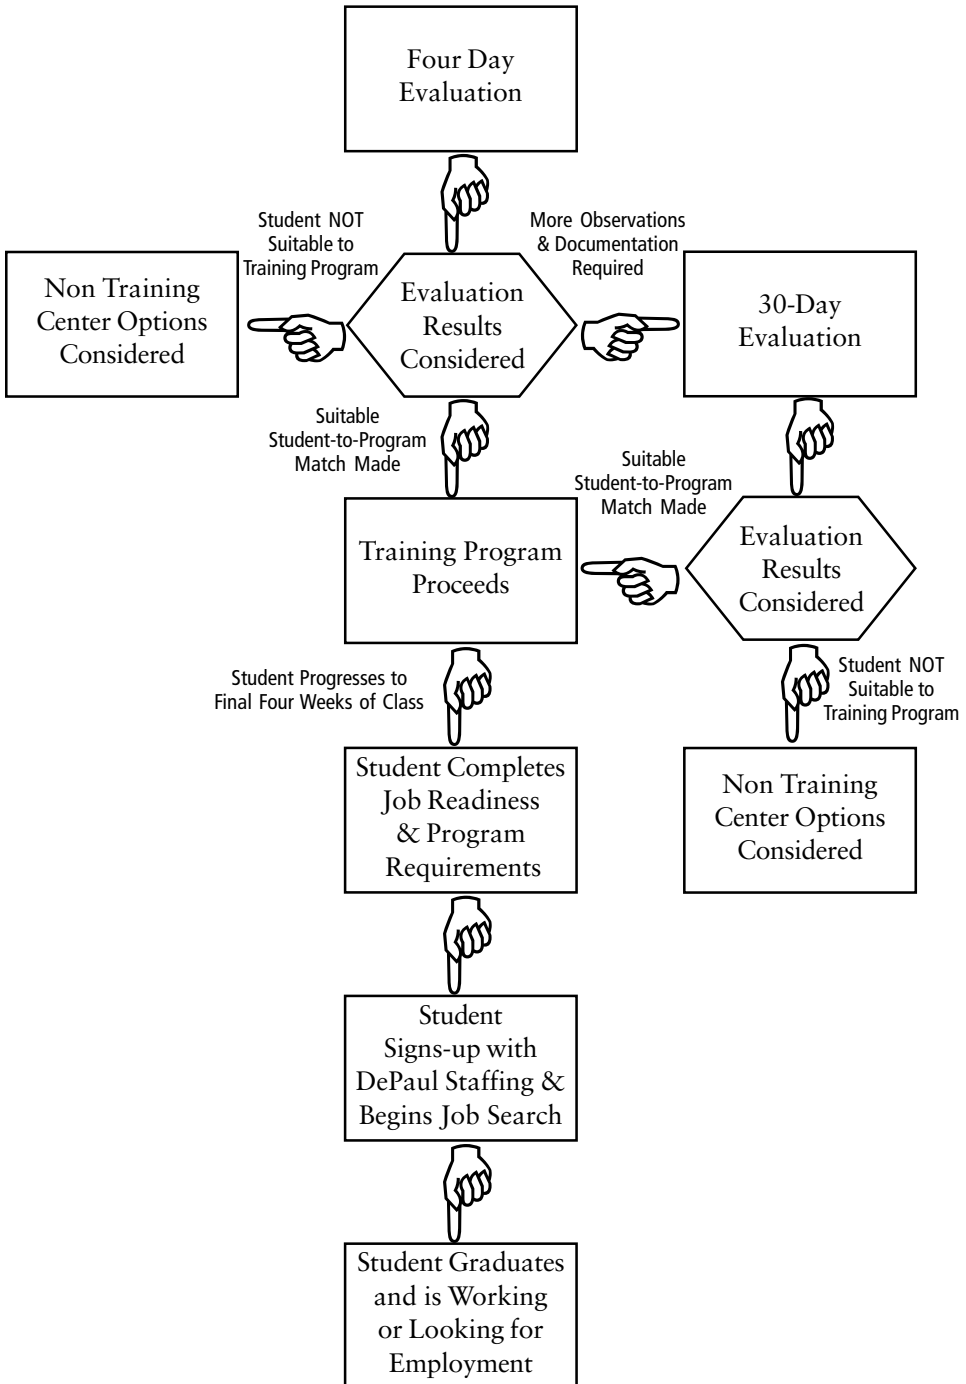 Four Day
Evaluation
Student NOT
Suitable to
Training Program
More Observations
& Documentation
Required
Non Training
Center Options
Considered
Evaluation
Results
Considered
30-Day
Evaluation
Suitable
Student-to-Program
Match Made
Suitable
Student-to-Program
Match Made
Training Program
Proceeds
Evaluation
Results
Considered
Student Progresses to
Final Four Weeks of Class
Student NOT
Suitable to
Training Program
Student Completes
Job Readiness
& Program
Requirements
Non Training
Center Options
Considered
Student
Signs-up with
DePaul Staffing &
Begins Job Search
Student Graduates
and is Working
or Looking for
Employment